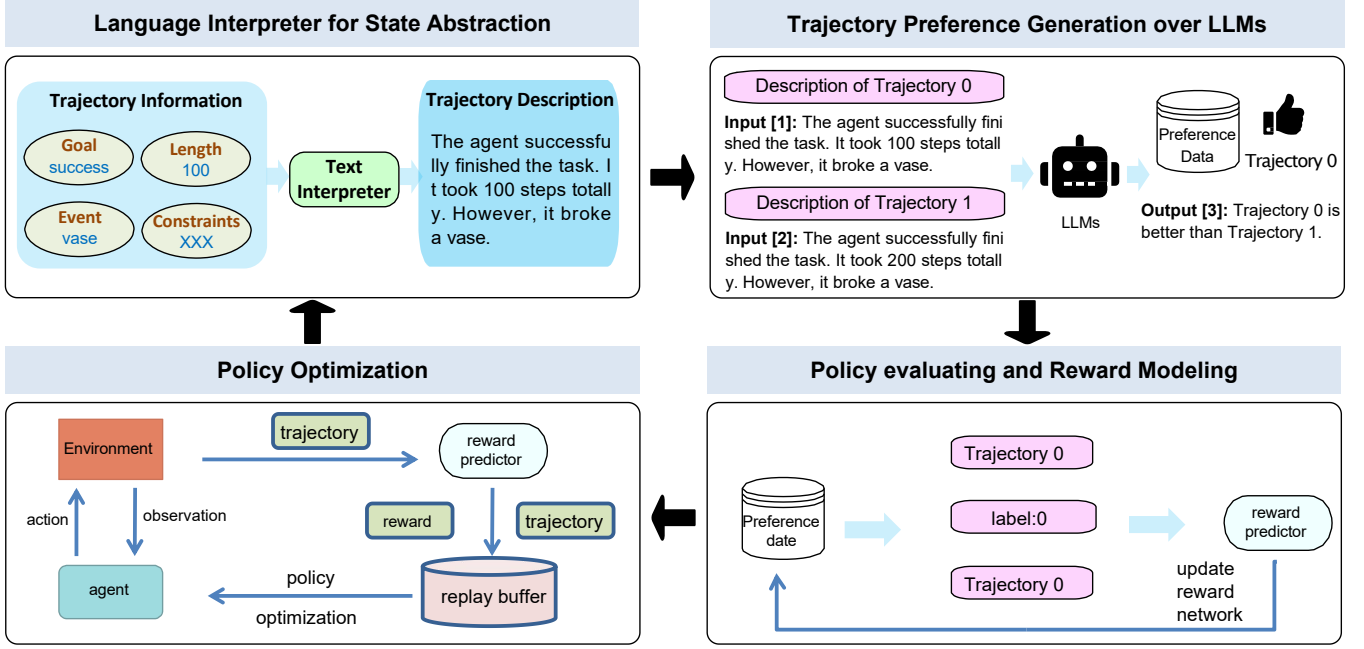 Language Interpreter for State Abstraction
Trajectory Information
Goal
success
Length
100
Event
vase
Constraints
XXX
Text
Interpreter
Trajectory Description
The agent successfu
lly finished the task. I
t took 100 steps totall
y. However, it broke
a vase.
Trajectory Preference Generation over LLMs
Description of Trajectory 0
Input [1]: The agent successfully fini
shed the task. It took 100 steps totall
y. However, it broke a vase.
Description of Trajectory 1
Input [2]: The agent successfully fini
shed the task. It took 200 steps totall
y. However, it broke a vase.
LLMs
Preference
Data
Trajectory 0
Output [3]: Trajectory 0 is
better than Trajectory 1.
Policy Optimization
Environment
trajectory
reward
predictor
action
observation
reward
trajectory
agent
policy
optimization
replay buffer
Policy evaluating and Reward Modeling
Preference
date
Trajectory 0
label:0
Trajectory 0
reward
predictor
update
reward
network